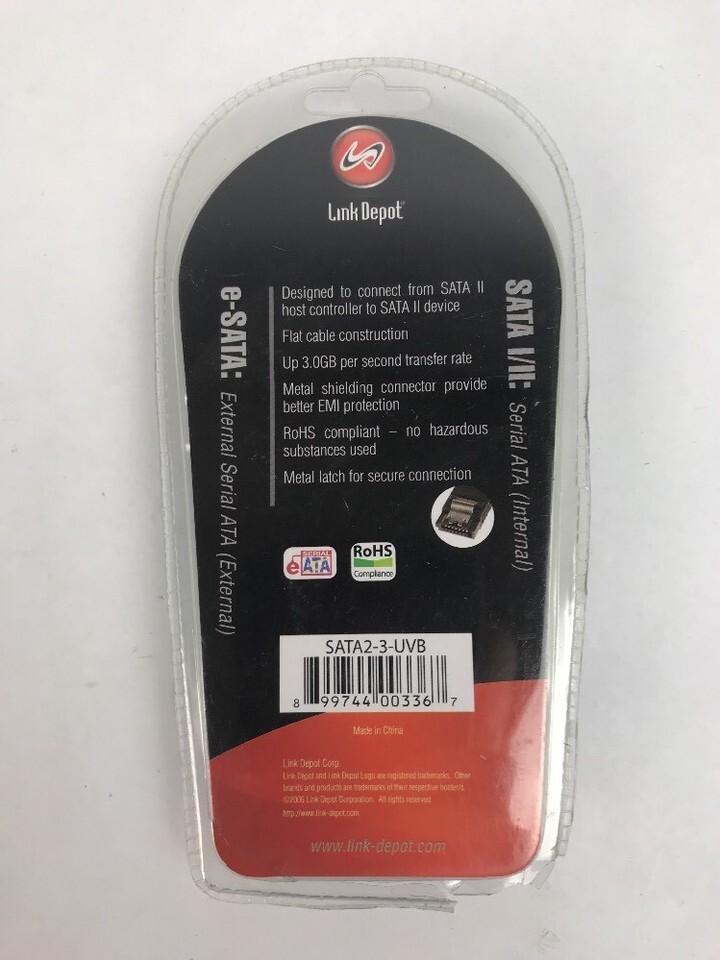 Link Depot
e-SATA: External Serial ATA (External)
SATA I/II: Serial ATA (Internal)
Designed to connect from SATA II
host controller to SATA II device
Flat cable construction
Up 3.0GB per second transfer rate
Metal shielding connector provide
better EMI protection
RoHS compliant – no hazardous
substances used
Metal latch for secure connection
SERIAL
eATA
RoHS
Compliance
SATA2-3-UVB
8 99744 00336 7
Made in China
Link Depot Corp.
Link Depot and Link Depot Logo are registered trademarks. Other
brands and products are trademarks of their respective holder/s.
©2006 Link Depot Corporation. All rights reserved.
http://www.link-depot.com
www.link-depot.com